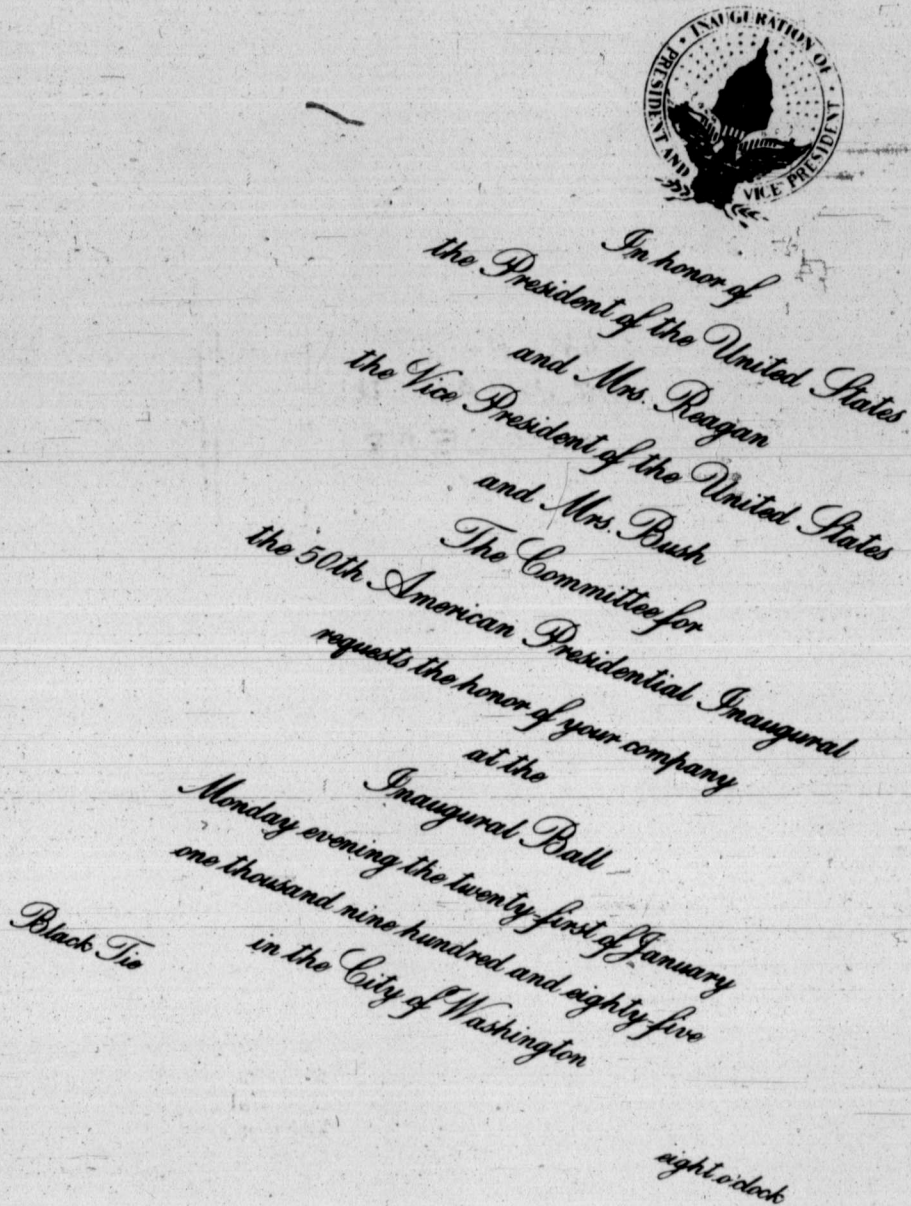 INAUGURATION OF PRESIDENT AND VICE PRESIDENT
In honor of
the President of the United States
and Mrs. Reagan
the Vice President of the United States
and Mrs. Bush
The Committee for
the 50th American Presidential Inaugural
requests the honor of your company
at the
Inaugural Ball
Monday evening the twenty-first of January
one thousand nine hundred and eighty-five
in the City of Washington
Black Tie
eight o'clock